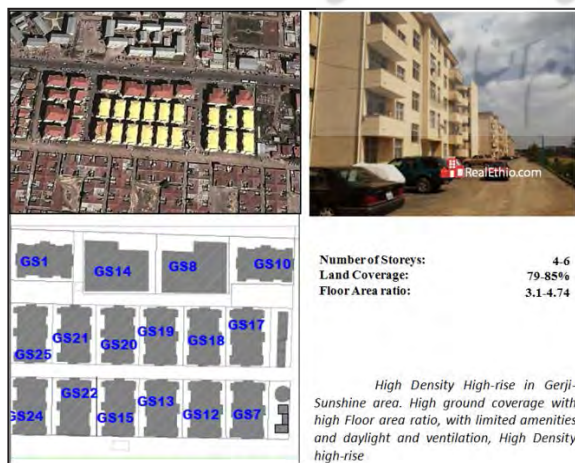 RealEthio.com
GS1
GS14
GS8
GS10
GS25
GS21
GS20
GS19
GS18
GS17
GS24
GS22
GS15
GS13
GS12
GS7
Number of Storeys: 4-6
Land Coverage: 79-85%
Floor Area ratio: 3.1-4.74
High Density High-rise in Gerji-
Sunshine area. High ground coverage with
high Floor area ratio, with limited amenities
and daylight and ventilation, High Density
high-rise